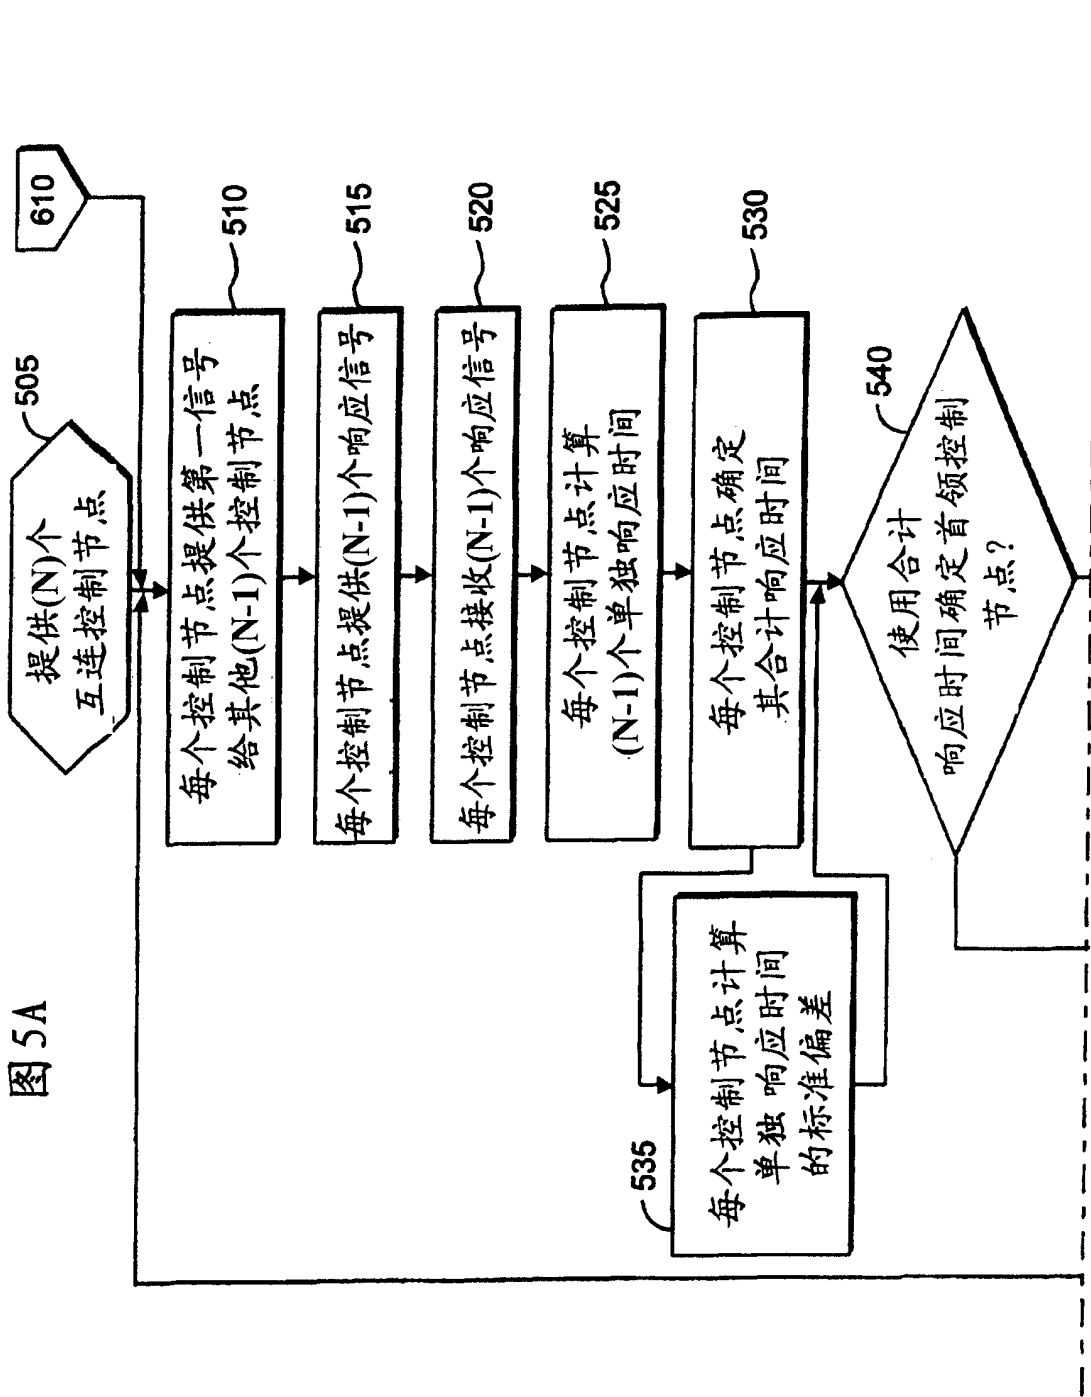 图 5A
610
505
提供(N)个
互连控制节点
510
每个控制节点提供第一信号
给其他(N-1)个控制节点
515
每个控制节点提供(N-1)个响应信号
520
每个控制节点接收(N-1)个响应信号
525
每个控制节点计算
(N-1)个单独响应时间
530
每个控制节点确定
其合计响应时间
535
每个控制节点计算
单独 响应时间
的标准偏差
540
使用合计
响应时间确定首领控制
节点?